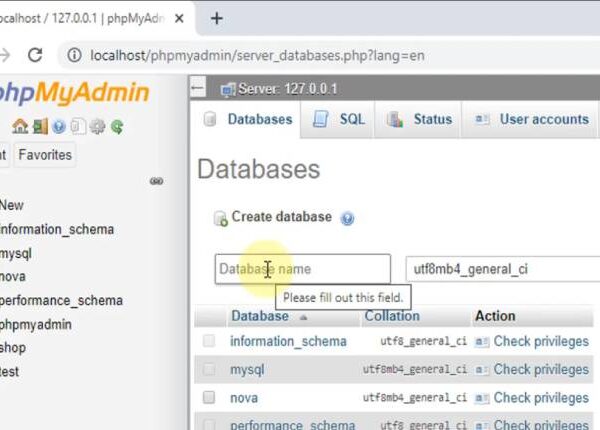 ocalhost / 127.0.0.1 | phpMyAdn
localhost/phpmyadmin/server_databases.php?lang=en
phpMyAdmin
Server: 127.0.0.1
Databases SQL Status User accounts
nt Favorites
Databases
New
information_schema
mysql
nova
performance_schema
phpmyadmin
shop
test
Create database
Database name utf8mb4_general_ci
Please fill out this field.
Database Collation Action
information_schema utf8_general_ci Check privileges
mysql utf8mb4_general_ci Check privileges
nova utf8mb4_general_ci Check privileges
performance_schema utf8_general_ci Check privileges